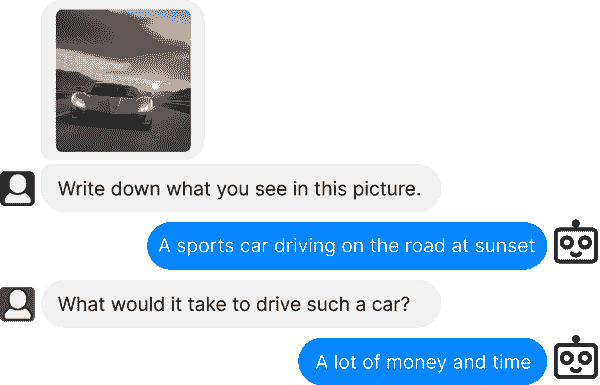 Write down what you see in this picture.
A sports car driving on the road at sunset
What would it take to drive such a car?
A lot of money and time